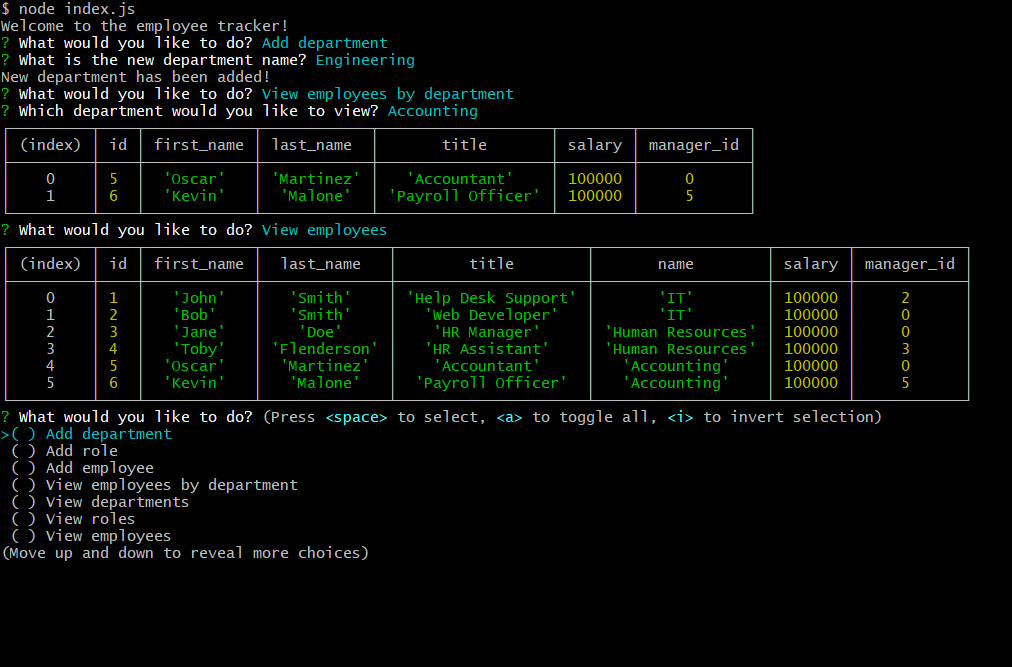 $ node index.js
Welcome to the employee tracker!
? What would you like to do? Add department
? What is the new department name? Engineering
New department has been added!
? What would you like to do? View employees by department
? Which department would you like to view? Accounting
(index) id first_name last_name title salary manager_id
0 5 'Oscar' 'Martinez' 'Accountant' 100000 0
1 6 'Kevin' 'Malone' 'Payroll Officer' 100000 5
? What would you like to do? View employees
(index) id first_name last_name title name salary manager_id
0 1 'John' 'Smith' 'Help Desk Support' 'IT' 100000 2
1 2 'Bob' 'Smith' 'Web Developer' 'IT' 100000 0
2 3 'Jane' 'Doe' 'HR Manager' 'Human Resources' 100000 0
3 4 'Toby' 'Flenderson' 'HR Assistant' 'Human Resources' 100000 3
4 5 'Oscar' 'Martinez 'Accountant' 'Accounting' 100000 0
5 6 'Kevin' 'Malone' 'Payroll Officer' 'Accounting' 100000 5
? What would you like to do? (Press <space> to select, <a> to toggle all, <i> to invert selection)
>( ) Add department
( ) Add role
( ) Add employee
( ) View employees by department
( ) View departments
( ) View roles
( ) View employees
(Move up and down to reveal more choices)